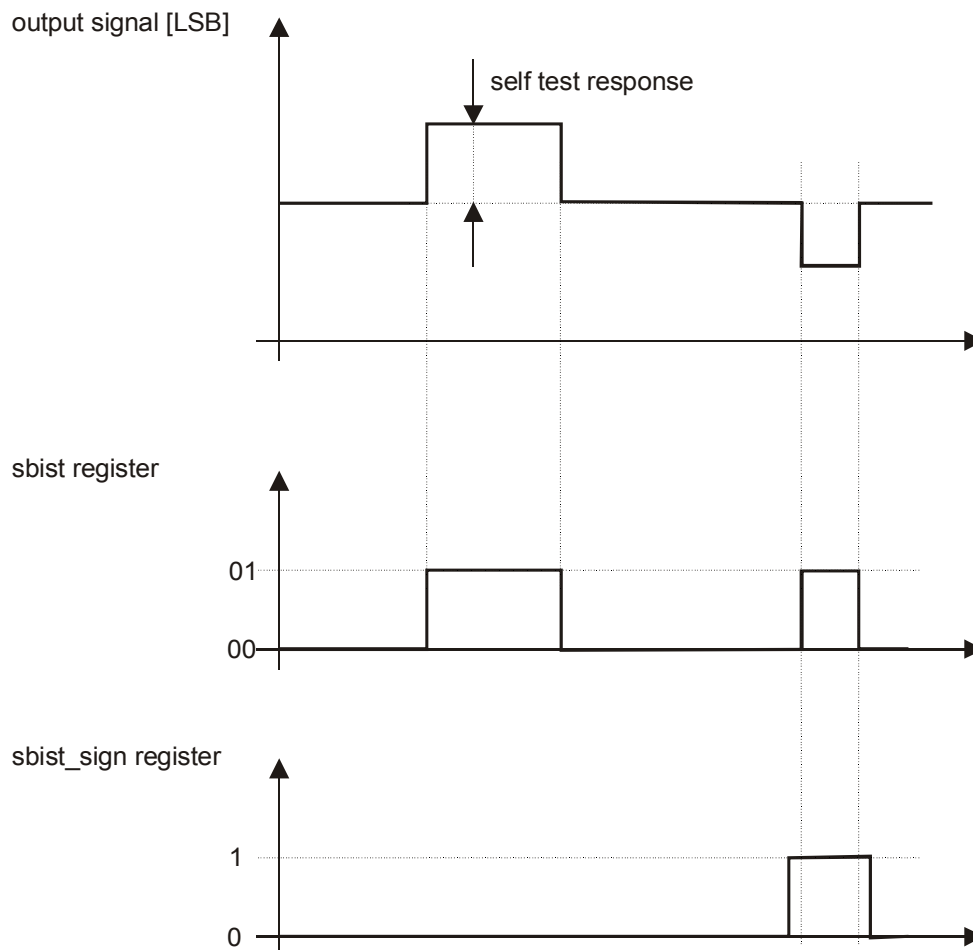 output signal [LSB]
self test response
sbist register
01
00
sbist_sign register
1
0